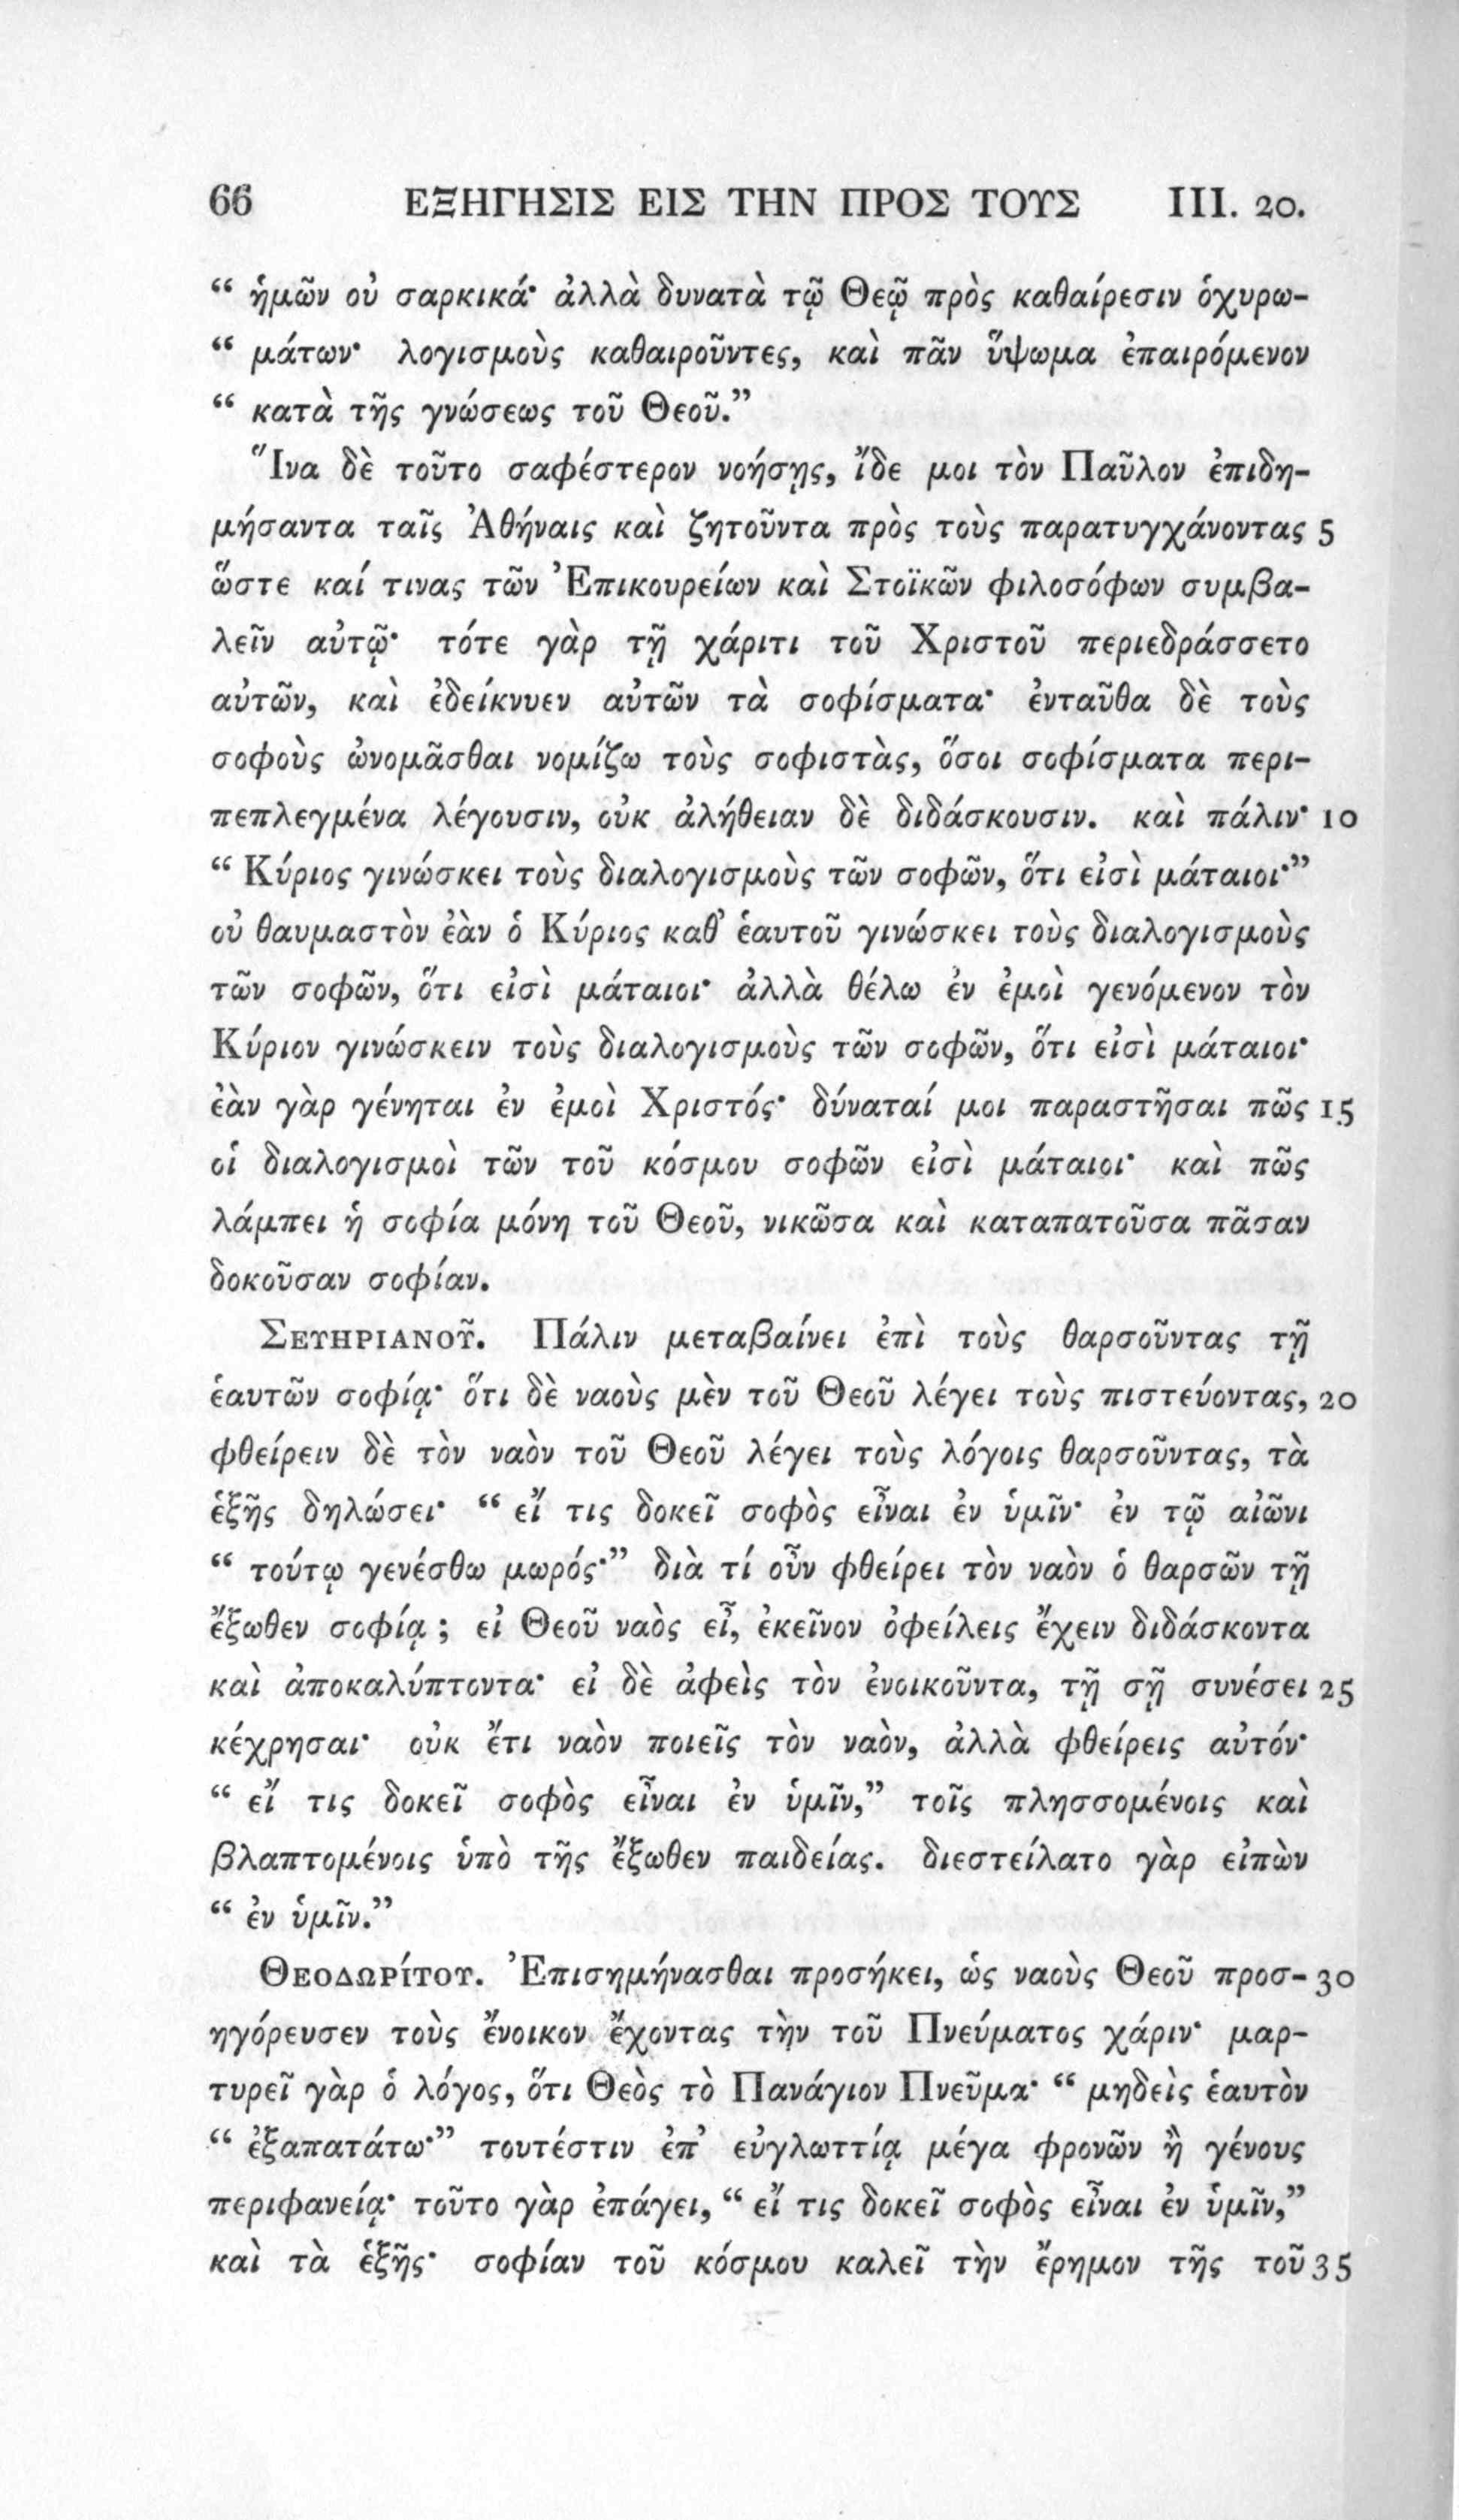 66 ΕΞΗΓΗΣΙΣ ΕΙΣ ΤΗΝ ΠΡΟΣ ΤΟΥΣ III. 20.
“ ἡμῶν οὐ σαρκικά· ἀλλὰ δυνατὰ τῷ Θεῷ πρὸς καθαίρεσιν ὀχυρω-
“ μάτων· λογισμοὺς καθαιροῦντες, καὶ πᾶν ὕψωμα ἐπαιρόμενον
“ κατὰ τῆς γνώσεως τοῦ Θεοῦ.”
Ἵνα δὲ τοῦτο σαφέστερον νοήσῃς, ἴδε μοι τὸν Παῦλον ἐπιδη-
μήσαντα ταῖς Ἀθήναις καὶ ζητοῦντα πρὸς τοὺς παρατυγχάνοντας 5
ὥστε καί τινας τῶν Ἐπικουρείων καὶ Στοϊκῶν φιλοσόφων συμβα-
λεῖν αὐτῷ· τότε γὰρ τῇ χάριτι τοῦ Χριστοῦ περιεδράσσετο
αὐτῶν, καὶ ἐδείκνυεν αὐτῶν τὰ σοφίσματα· ἐνταῦθα δὲ τοὺς
σοφοὺς ὠνομᾶσθαι νομίζω τοὺς σοφιστὰς, ὅσοι σοφίσματα περι-
πεπλεγμένα λέγουσιν, οὐκ ἀλήθειαν δὲ διδάσκουσιν. καὶ πάλιν· 10
“ Κύριος γινώσκει τοὺς διαλογισμοὺς τῶν σοφῶν, ὅτι εἰσὶ μάταιοι·”
οὐ θαυμαστὸν ἐὰν ὁ Κύριος καθ’ ἑαυτοῦ γινώσκει τοὺς διαλογισμοὺς
τῶν σοφῶν, ὅτι εἰσὶ μάταιοι· ἀλλὰ θέλω ἐν ἐμοὶ γενόμενον τὸν
Κύριον γινώσκειν τοὺς διαλογισμοὺς τῶν σοφῶν, ὅτι εἰσὶ μάταιοι·
ἐὰν γὰρ γένηται ἐν ἐμοὶ Χριστός· δύναταί μοι παραστῆσαι πῶς 15
οἱ διαλογισμοὶ τῶν τοῦ κόσμου σοφῶν εἰσὶ μάταιοι· καὶ πῶς
λάμπει ἡ σοφία μόνη τοῦ Θεοῦ, νικῶσα καὶ καταπατοῦσα πᾶσαν
δοκοῦσαν σοφίαν.
ΣΕΥΗΡΙΑΝΟῦ. Πάλιν μεταβαίνει ἐπὶ τοὺς θαρσοῦντας τῇ
ἑαυτῶν σοφίᾳ· ὅτι δὲ ναοὺς μὲν τοῦ Θεοῦ λέγει τοὺς πιστεύοντας, 20
φθείρειν δὲ τὸν ναὸν τοῦ Θεοῦ λέγει τοὺς λόγοις θαρσοῦντας, τὰ
ἑξῆς δηλώσει· “ εἴ τις δοκεῖ σοφὸς εἶναι ἐν ὑμῖν· ἐν τῷ αἰῶνι
“ τούτῳ γενέσθω μωρός·” διὰ τί οὖν φθείρει τὸν ναὸν ὁ θαρσῶν τῇ
ἔξωθεν σοφίᾳ ; εἰ Θεοῦ ναὸς εἶ, ἐκεῖνον ὀφείλεις ἔχειν διδάσκοντα
καὶ ἀποκαλύπτοντα· εἰ δὲ ἀφεὶς τὸν ἐνοικοῦντα, τῇ σῇ συνέσει 25
κέχρησαι· οὐκ ἔτι ναὸν ποιεῖς τὸν ναὸν, ἀλλὰ φθείρεις αὐτόν·
“ εἴ τις δοκεῖ σοφὸς εἶναι ἐν ὑμῖν,” τοῖς πλησσομένοις καὶ
βλαπτομένοις ὑπὸ τῆς ἔξωθεν παιδείας. διεστείλατο γὰρ εἰπὼν
“ ἐν ὑμῖν.”
ΘΕΟΔΩΡΊΤΟΥ. Ἐπισημήνασθαι προσήκει, ὡς ναοὺς Θεοῦ προσ- 30
ηγόρευσεν τοὺς ἔνοικον ἔχοντας τὴν τοῦ Πνεύματος χάριν· μαρ-
τυρεῖ γὰρ ὁ λόγος, ὅτι Θεὸς τὸ Πανάγιον Πνεῦμα· “ μηδεὶς ἑαυτὸν
“ ἐξαπατάτω·” τουτέστιν ἐπ’ εὐγλωττίᾳ μέγα φρονῶν ἢ γένους
περιφανείᾳ· τοῦτο γὰρ ἐπάγει, “ εἴ τις δοκεῖ σοφὸς εἶναι ἐν ὑμῖν,”
καὶ τὰ ἑξῆς· σοφίαν τοῦ κόσμου καλεῖ τὴν ἔρημον τῆς τοῦ 35